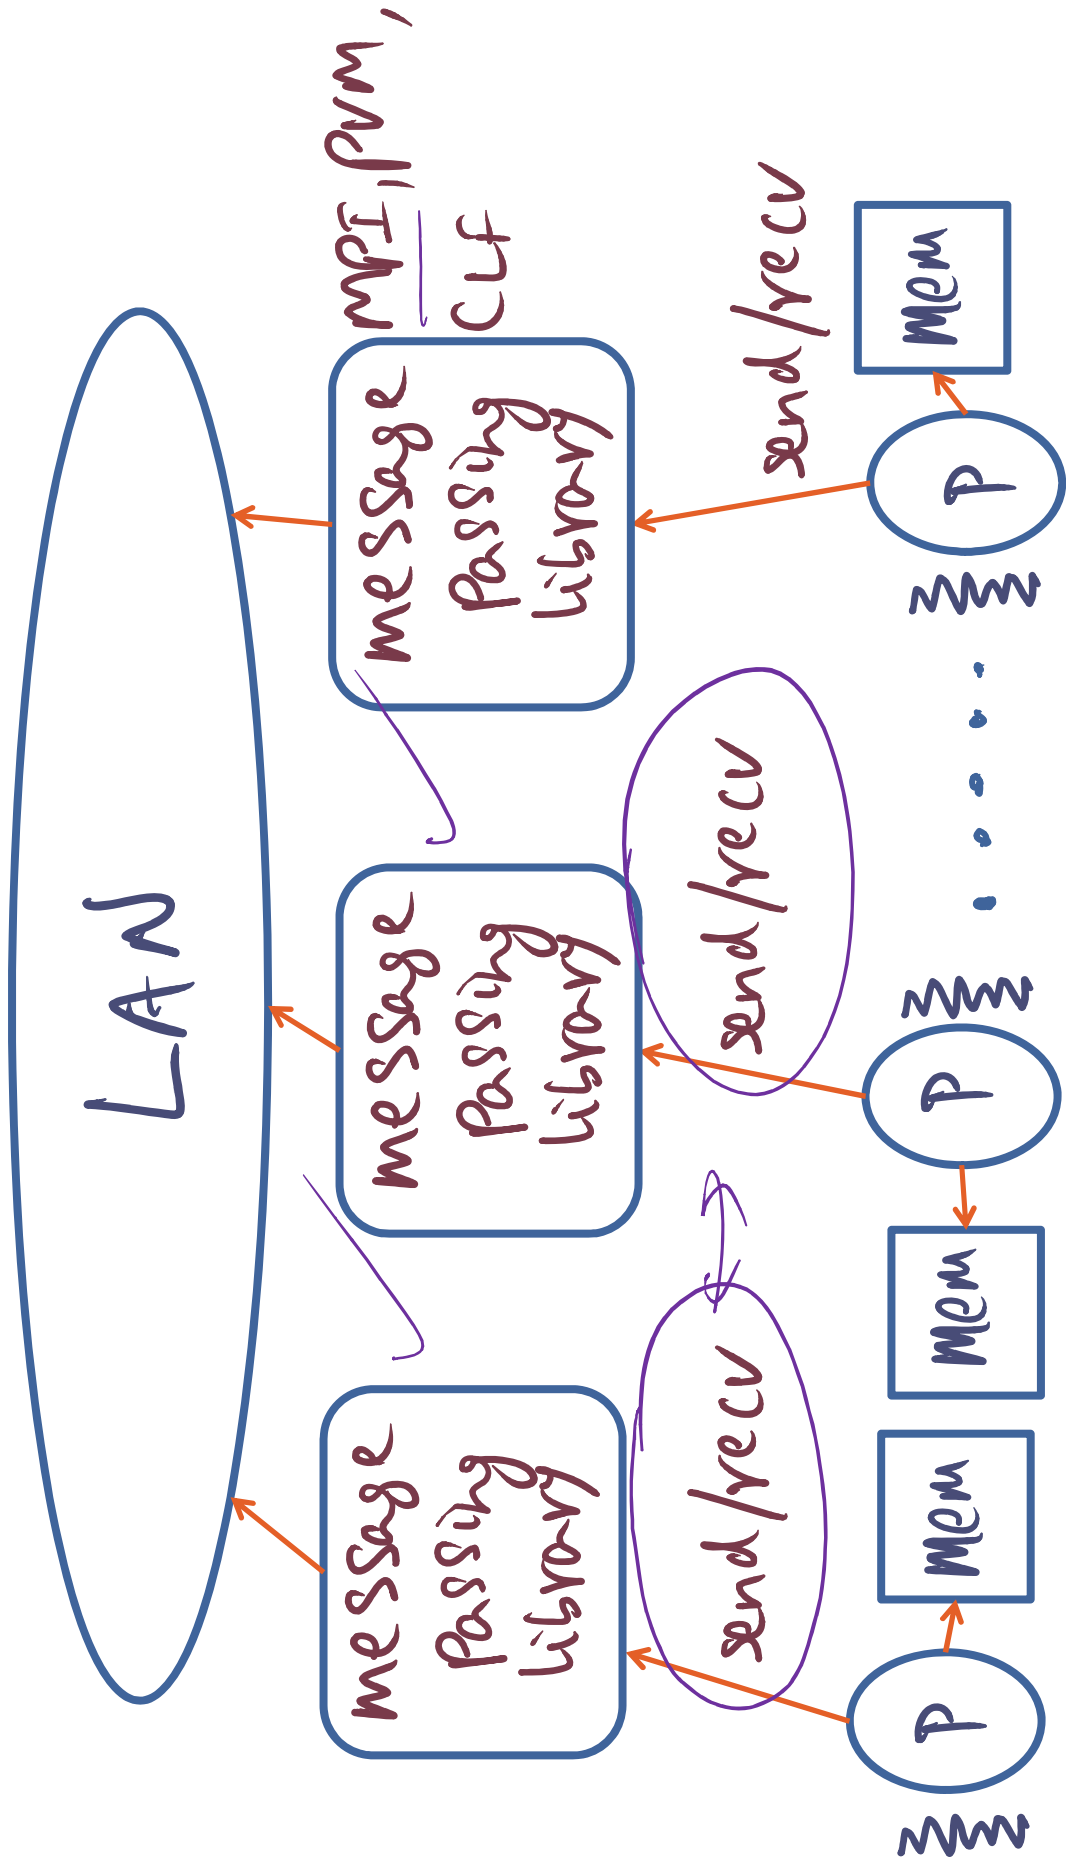 LAN
message
passing
library
message
passing
library
message
passing
library
MPI, pvm,
CLF
send/recv
send/recv
send/recv
P
mem
mem
P
P
mem